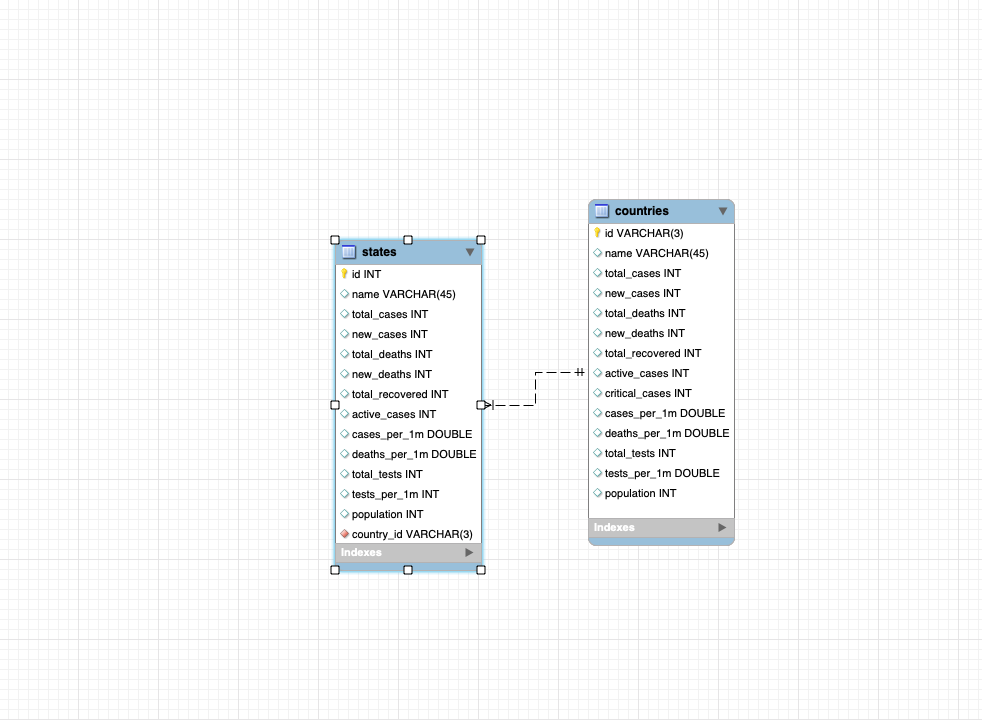 states
id INT
name VARCHAR(45)
total_cases INT
new_cases INT
total_deaths INT
new_deaths INT
total_recovered INT
active_cases INT
cases_per_1m DOUBLE
deaths_per_1m DOUBLE
total_tests INT
tests_per_1m INT
population INT
country_id VARCHAR(3)
Indexes
countries
id VARCHAR(3)
name VARCHAR(45)
total_cases INT
new_cases INT
total_deaths INT
new_deaths INT
total_recovered INT
active_cases INT
critical_cases INT
cases_per_1m DOUBLE
deaths_per_1m DOUBLE
total_tests INT
tests_per_1m DOUBLE
population INT
Indexes